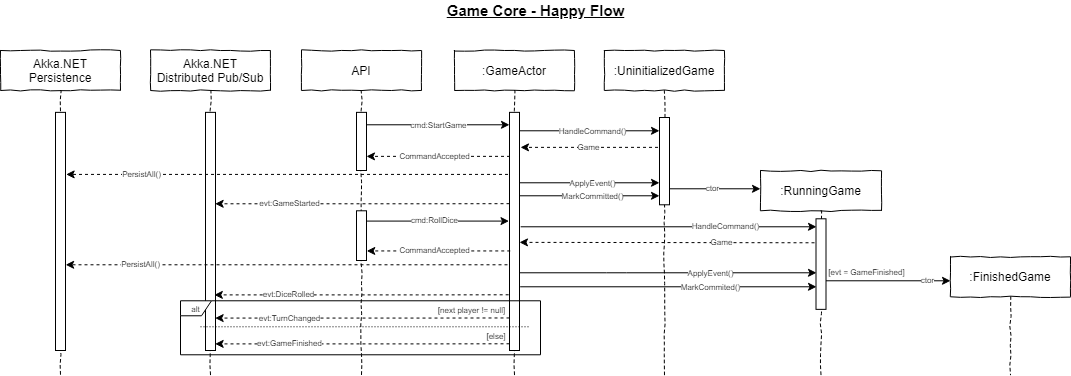 Game Core - Happy Flow
Akka.NET
Persistence
Akka.NET
Distributed Pub/Sub
API
:GameActor
:UninitializedGame
cmd:StartGame
HandleCommand()
Game
CommandAccepted
PersistAll()
ApplyEvent()
ctor
:RunningGame
MarkCommitted()
evt:GameStarted
cmd:RollDice
HandleCommand()
Game
CommandAccepted
PersistAll()
ApplyEvent()
[evt = GameFinished]
ctor
:FinishedGame
MarkCommited()
evt:DiceRolled
alt
[next player != null]
evt:TurnChanged
[else]
evt:GameFinished